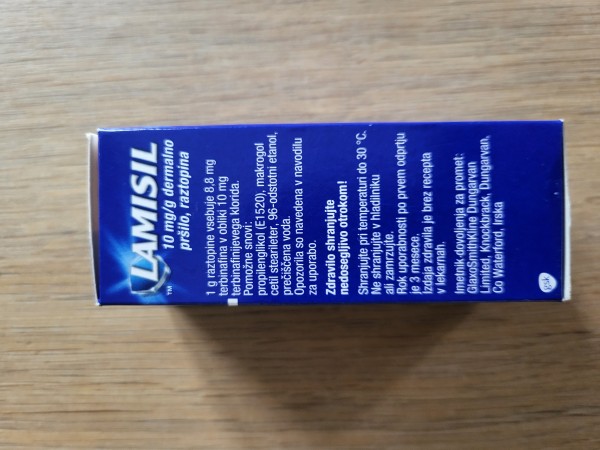 LAMISIL
TM
10 mg/g dermalno
pršilo, raztopina
1 g raztopine vsebuje 8,8 mg
terbinafina v obliki 10 mg
terbinafinijevega klorida.
Pomožne snovi:
propilenglikol (E1520), makrogol
cetil stearileter, 96-odstotni etanol,
prečiščena voda.
Opozorila so navedena v navodilu
za uporabo.
Zdravilo shranjujte
nedosegljivo otrokom!
Shranjujte pri temperaturi do 30 °C.
Ne shranjujte v hladilniku
ali zamrzujte.
Rok uporabnosti po prvem odprtju
je 3 mesece.
Izdaja zdravila je brez recepta
v lekarnah.
Imetnik dovoljenja za promet:
GlaxoSmithKline Dungarvan
Limited, Knockbrack, Dungarvan,
Co Waterford, Irska
gsk